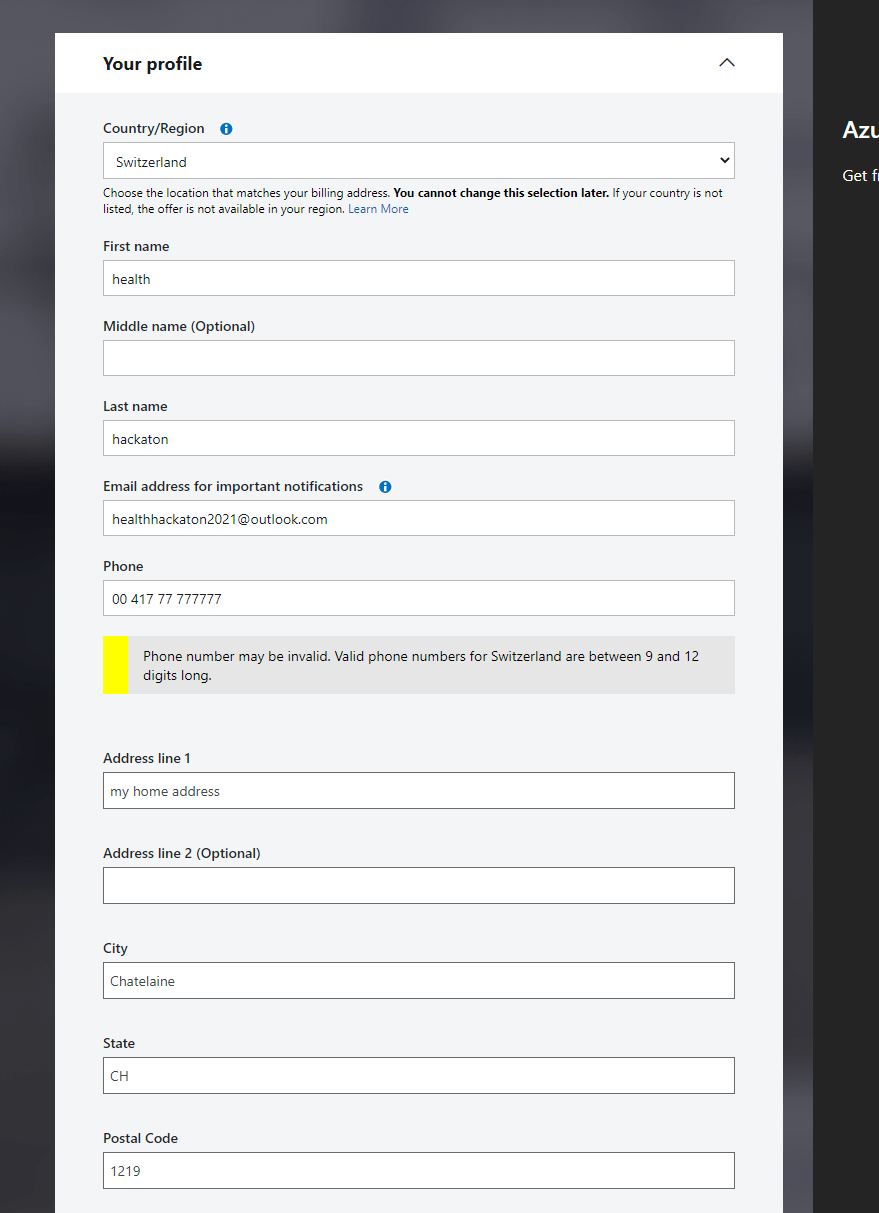 Your profile
Country/Region
Switzerland
Choose the location that matches your billing address. You cannot change this selection later. If your country is not
listed, the offer is not available in your region. Learn More
First name
health
Middle name (Optional)
Last name
hackaton
Email address for important notifications
healthhackaton2021@outlook.com
Phone
00 417 77 777777
Phone number may be invalid. Valid phone numbers for Switzerland are between 9 and 12
digits long.
Address line 1
my home address
Address line 2 (Optional)
City
Chatelaine
State
CH
Postal Code
1219
Azu
Get f